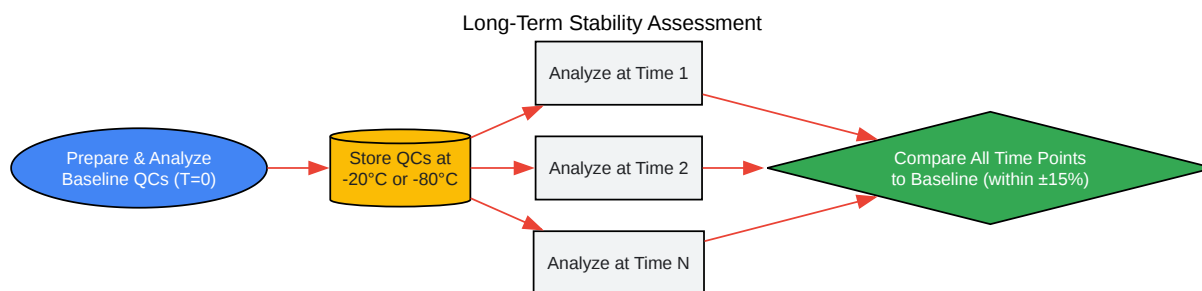 Long-Term Stability Assessment
Prepare & Analyze
Baseline QCs (T=0)
Store QCs at
-20°C or -80°C
Analyze at Time 1
Analyze at Time 2
Analyze at Time N
Compare All Time Points
to Baseline (within ±15%)